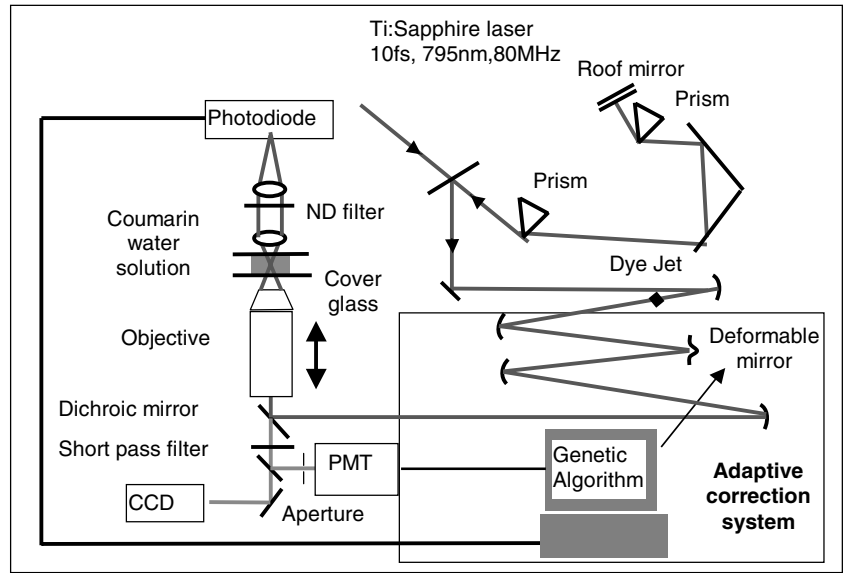 Ti:Sapphire laser
10fs, 795nm,80MHz
Roof mirror
Prism
Photodiode
Prism
ND filter
Coumarin
water
solution
Dye Jet
Cover
glass
Objective
Deformable
mirror
Dichroic mirror
Short pass filter
PMT
Genetic
Algorithm
Adaptive
correction
system
CCD
Aperture